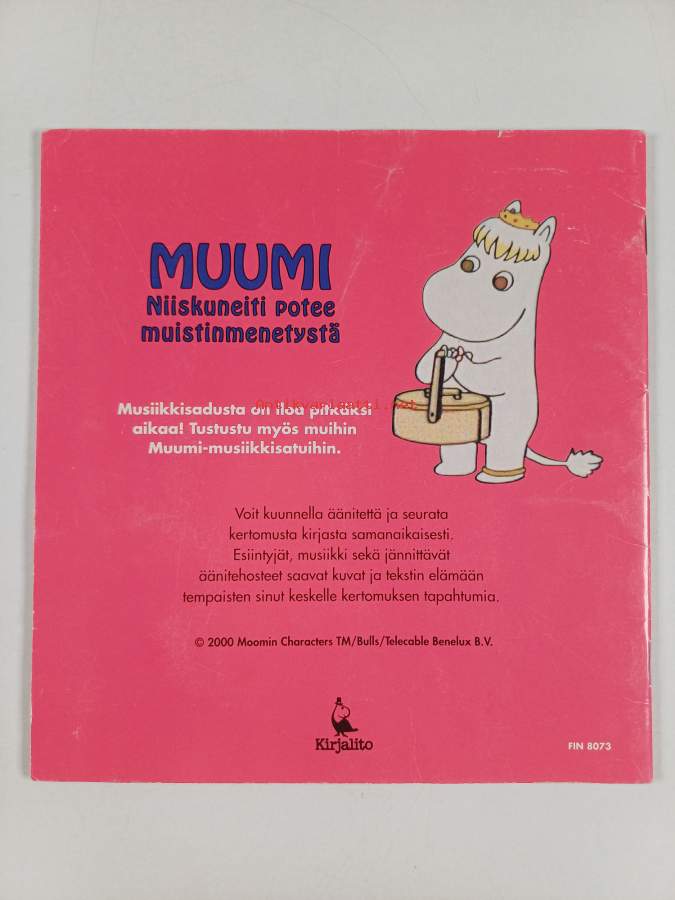 MUUMI
Niiskuneiti potee
muistinmenetystä
Musiikkisadusta on iloa pitkäksi
antikvariaatti.net
aikaa! Tustustu myös muihin
Muumi-musiikkisatuihin.
Voit kuunnella äänitettä ja seurata
kertomusta kirjasta samanaikaisesti.
Esiintyjät, musiikki sekä jännittävät
äänitehosteet saavat kuvat ja tekstin elämään
tempaisten sinut keskelle kertomuksen tapahtumia.
© 2000 Moomin Characters TM/Bulls/Telecable Benelux B.V.
Kirjalito
FIN 8073